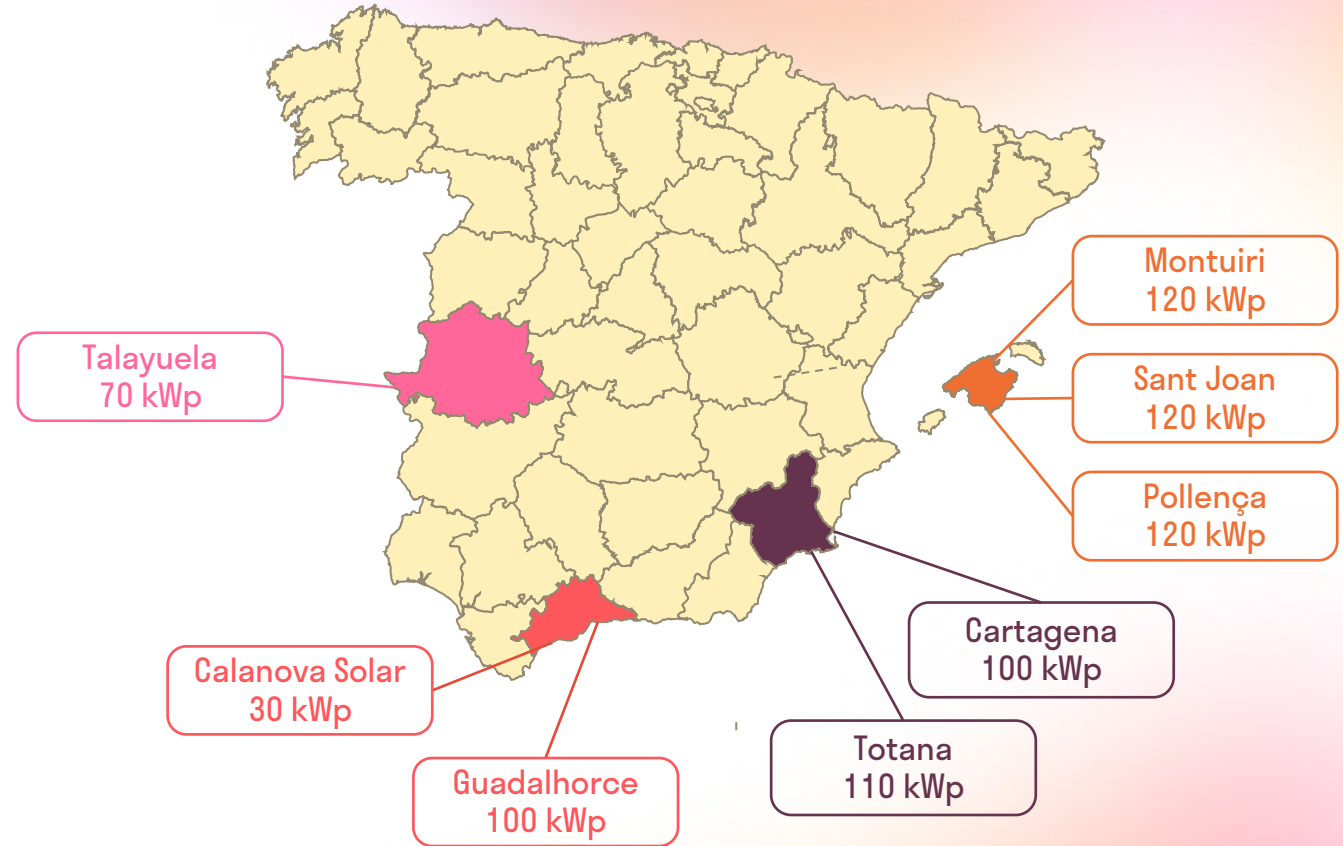 Montuiri
120 kWp
Talayuela
70 kWp
Sant Joan
120 kWp
Pollença
120 kWp
Cartagena
100 kWp
Calanova Solar
30 kWp
Totana
110 kWp
Guadalhorce
100 kWp